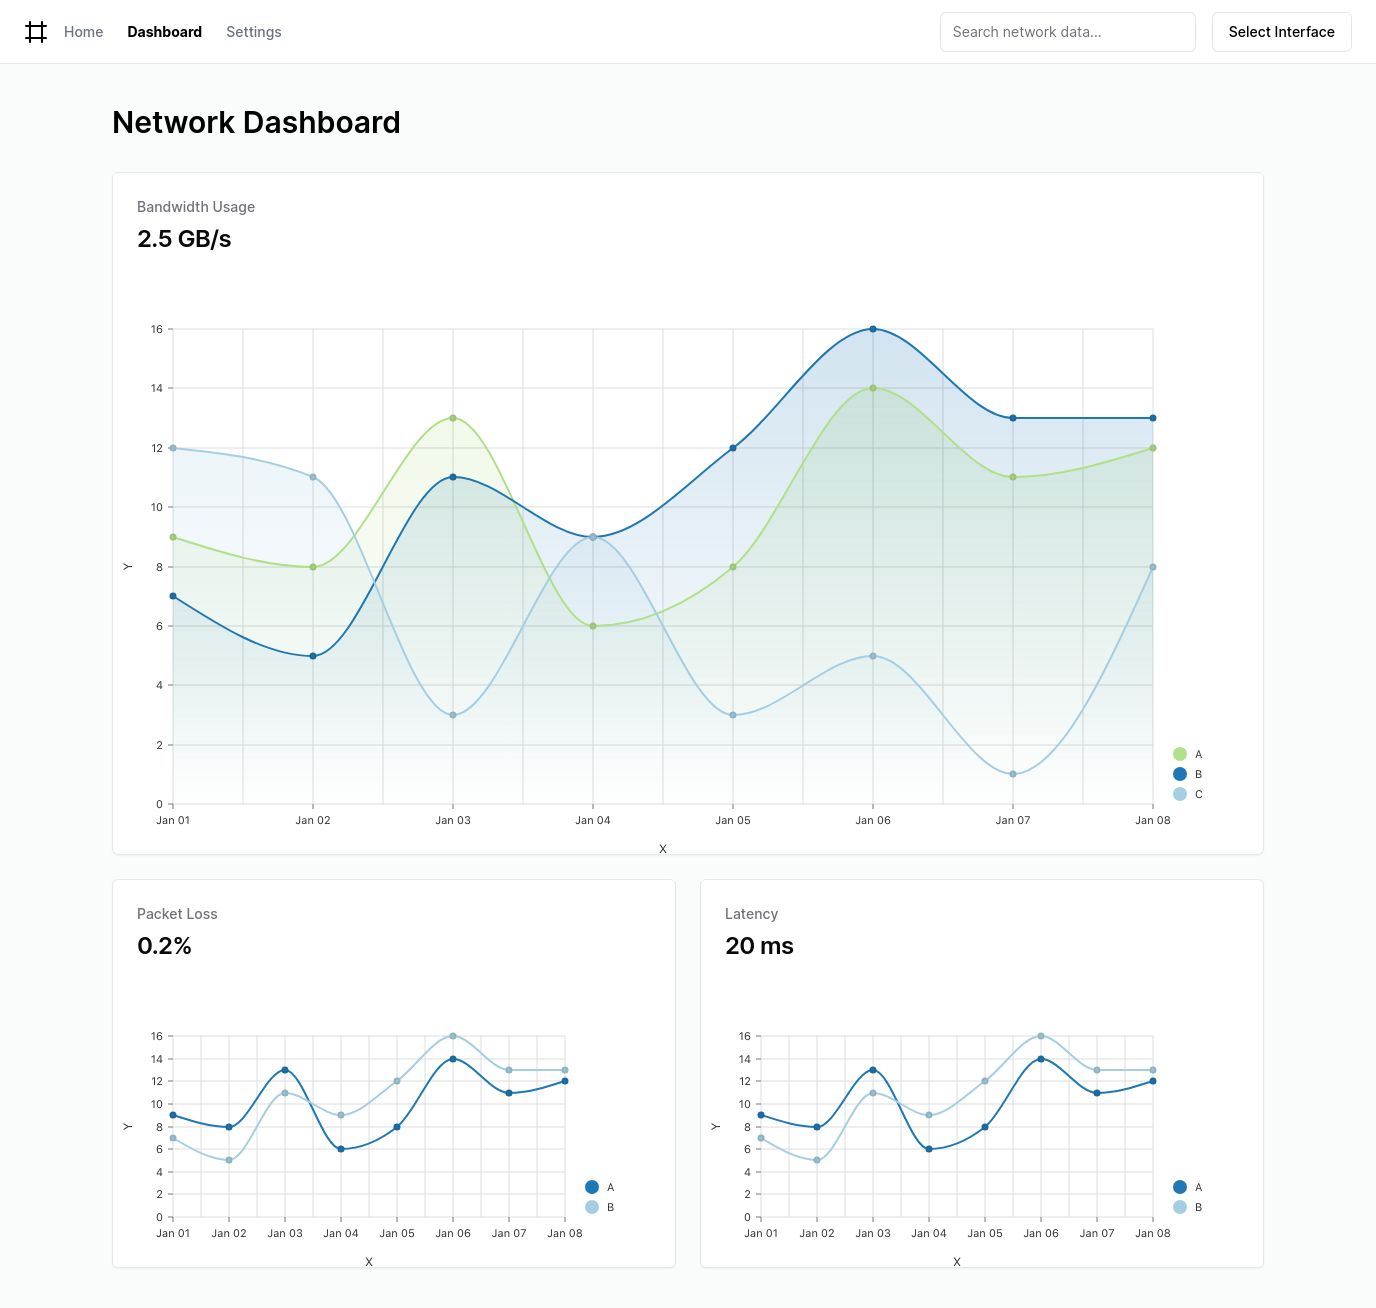 Home Dashboard Settings Search network data... Select Interface
Network Dashboard
Bandwidth Usage
2.5 GB/s
16
14
12
10
8
6
4
2
0
Y
Jan 01 Jan 02 Jan 03 Jan 04 Jan 05 Jan 06 Jan 07 Jan 08
X
A
B
C
Packet Loss
0.2%
16
14
12
10
8
6
4
2
0
Y
Jan 01 Jan 02 Jan 03 Jan 04 Jan 05 Jan 06 Jan 07 Jan 08
X
A
B
Latency
20 ms
16
14
12
10
8
6
4
2
0
Y
Jan 01 Jan 02 Jan 03 Jan 04 Jan 05 Jan 06 Jan 07 Jan 08
X
A
B